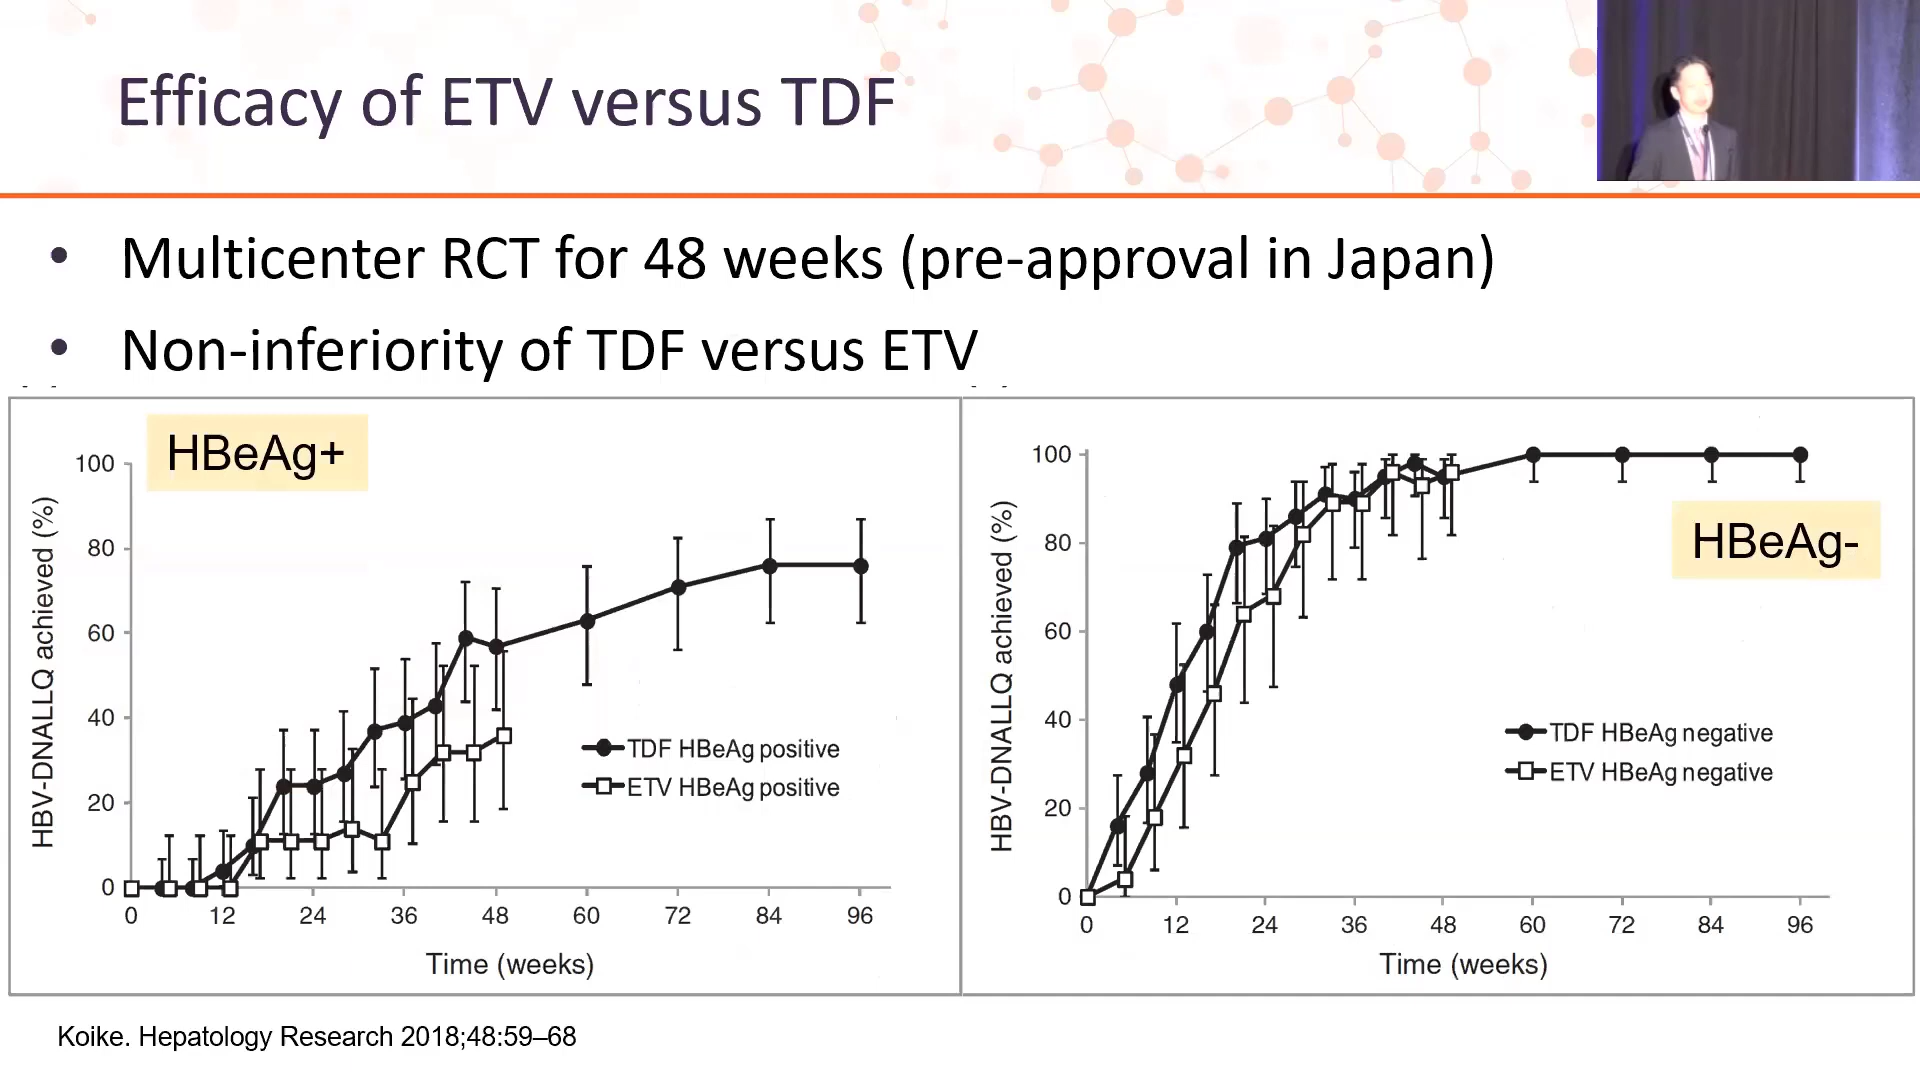 Efficacy of ETV versus TDF
• Multicenter RCT for 48 weeks (pre-approval in Japan)
• Non-inferiority of TDF versus ETV
HBeAg+
HBV-DNALLQ achieved (%)
100
80
60
40
20
0
0 12 24 36 48 60 72 84 96
Time (weeks)
TDF HBeAg positive
ETV HBeAg positive
HBeAg-
HBV-DNALLQ achieved (%)
100
80
60
40
20
0
0 12 24 36 48 60 72 84 96
Time (weeks)
TDF HBeAg negative
ETV HBeAg negative
Koike. Hepatology Research 2018;48:59–68